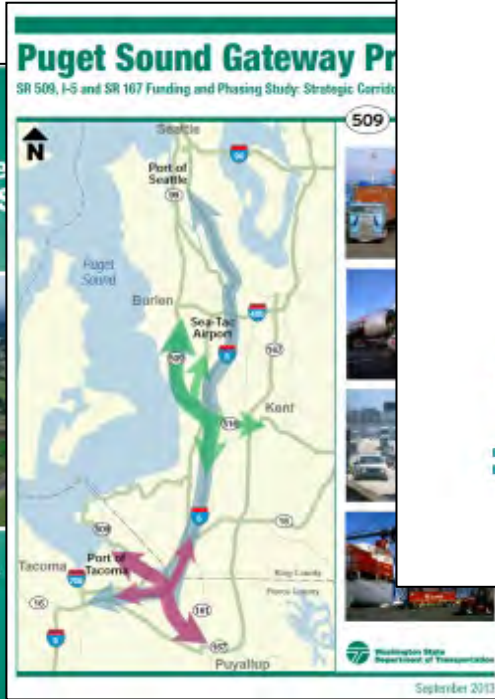 Puget Sound Gateway Pr
SR 509, I-5 and SR 167 Funding and Phasing Study: Strategic Corrido
509
N
Seattle
90
Port of
Seattle
99
Puget
Sound
Burien
405
Sea-Tac
Airport
5
167
509
Kent
516
5
18
509
Port of
Tacoma
Tacoma
705
King County
Pierce County
16
161
5
167
Puyallup
Washington State
Department of Transportation
September 2013